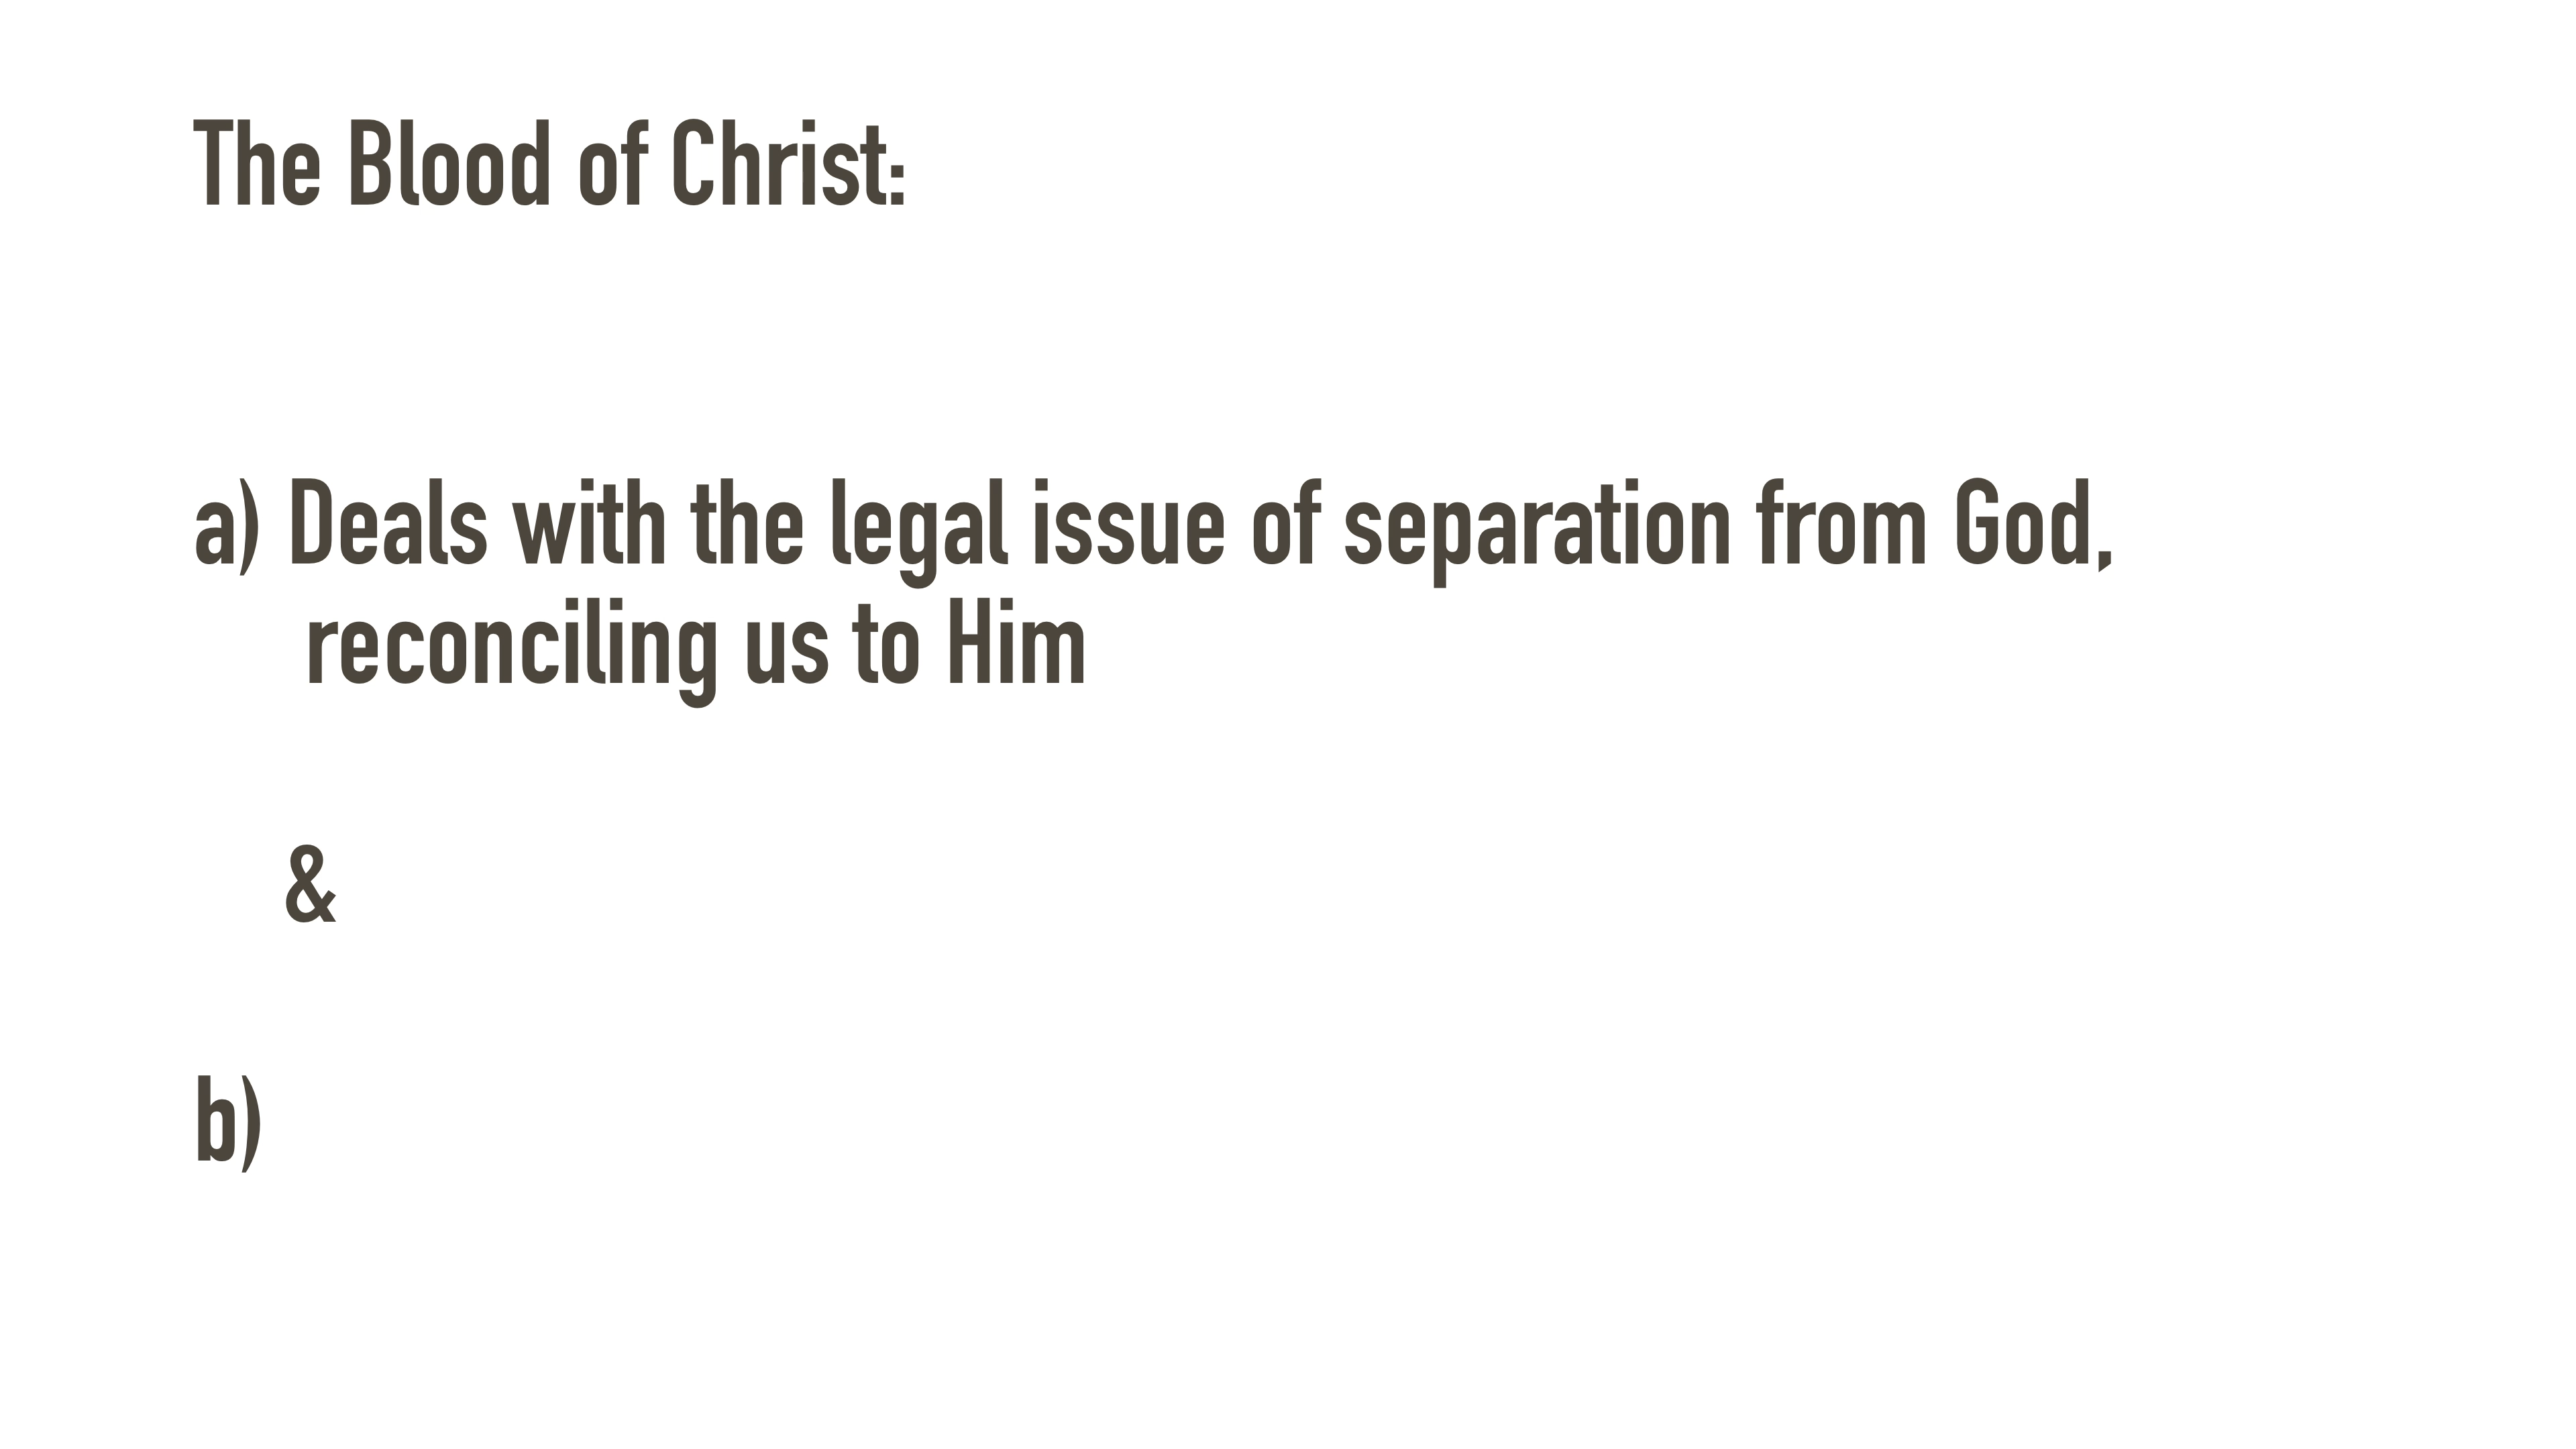 The Blood of Christ:
a) Deals with the legal issue of separation from God,
reconciling us to Him
&
b)